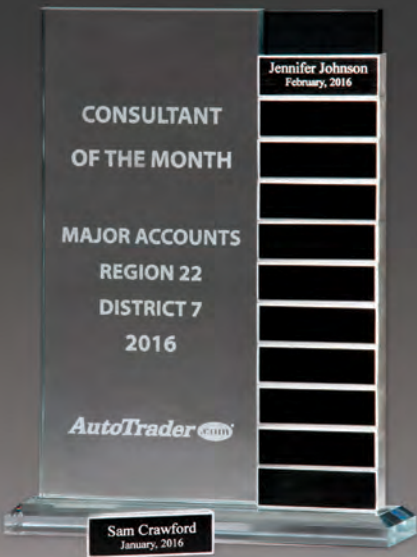 CONSULTANT
OF THE MONTH
MAJOR ACCOUNTS
REGION 22
DISTRICT 7
2016
AutoTrader.com
Jennifer Johnson
February, 2016
Sam Crawford
January, 2016